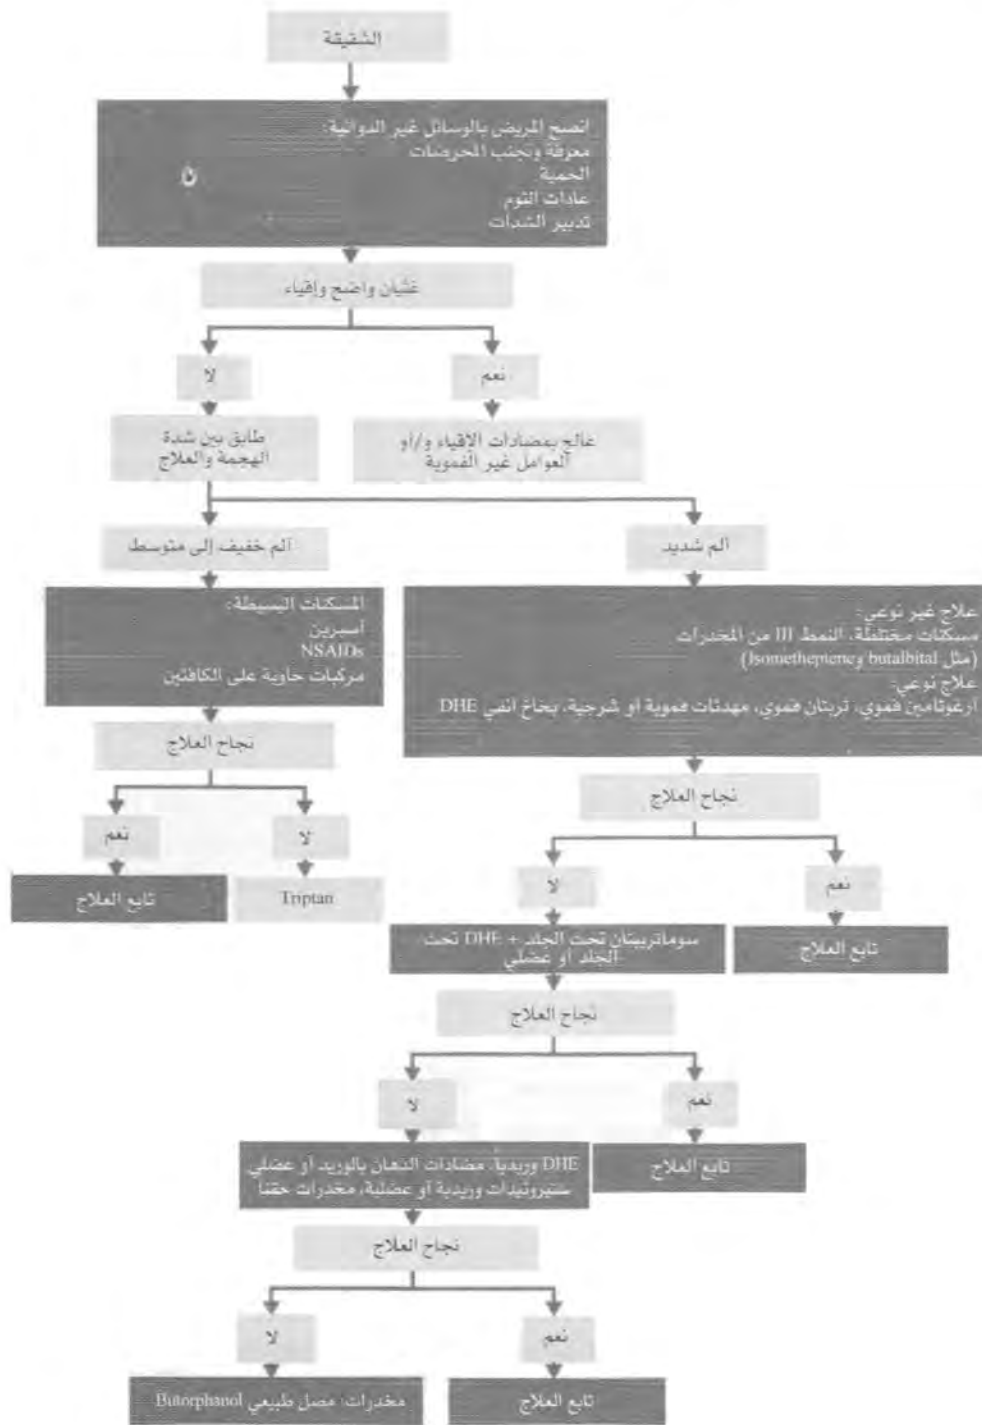 الشقيقة
انصح المريض بالوسائل غير الدوائية:
معرفة وتجنب المحرضات
الحمية
عادات النوم
تدبير الشدات
غثيان واضح وإقياء
لا
نعم
طابق بين شدة
الهجمة والعلاج
عالج بمضادات الاقياء و/او
العوامل غير الفموية
ألم خفيف إلى متوسط
ألم شديد
المسكنات البسيطة:
أسبرين
NSAIDs
مركبات حاوية على الكافئين
علاج غير نوعي:
مسكنات مختلطة، النمط III من المخدرات
(مثل butalbital وIsometheptene)
علاج نوعي:
ارغوتامين فموي، تربتان فموي، مهدئات فموية او شرجية، بخاخ انفي DHE
نجاح العلاج
نعم
لا
تابع العلاج
Triptan
نجاح العلاج
لا
نعم
سوماتريبتان تحت الجلد + DHE تحت
الجلد او عضلي
تابع العلاج
نجاح العلاج
لا
نعم
DHE وريدياً، مضادات الذهان بالوريد أو عضلي
ستيروئيدات وريدية أو عضلية، مخدرات حقنا
تابع العلاج
نجاح العلاج
لا
نعم
مخدرات: مصل طبيعي Butorphanol
تابع العلاج